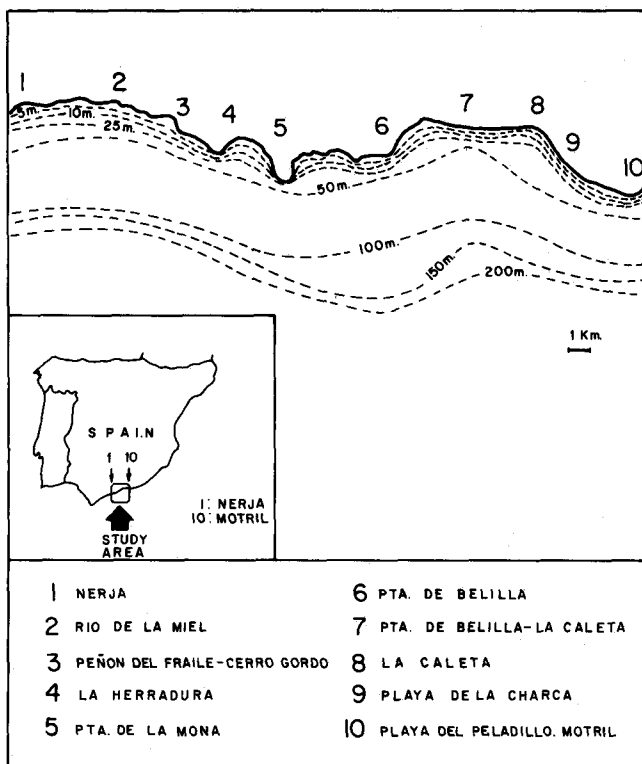 1
2
3
4
5
6
7
8
9
10
5m.
10m.
25m.
50m.
100m.
150m.
200m.
1 Km.
SPAIN
1
10
1: NERJA
10: MOTRIL
STUDY
AREA
1 NERJA
2 RIO DE LA MIEL
3 PEÑON DEL FRAILE-CERRO GORDO
4 LA HERRADURA
5 PTA. DE LA MONA
6 PTA. DE BELILLA
7 PTA. DE BELILLA-LA CALETA
8 LA CALETA
9 PLAYA DE LA CHARCA
10 PLAYA DEL PELADILLO. MOTRIL